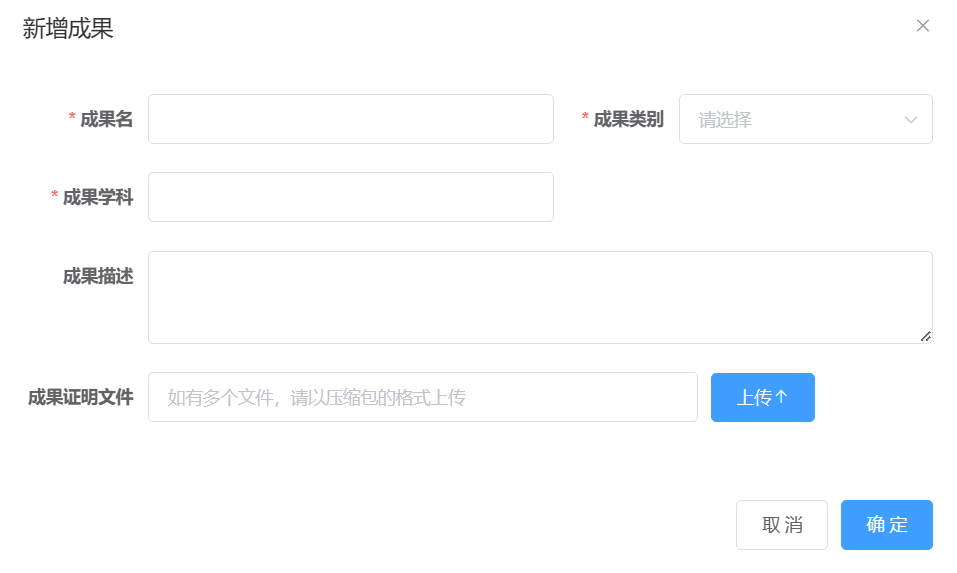 新增成果
* 成果名
* 成果类别 请选择
* 成果学科
成果描述
成果证明文件 如有多个文件，请以压缩包的格式上传 上传↑
取 消 确 定